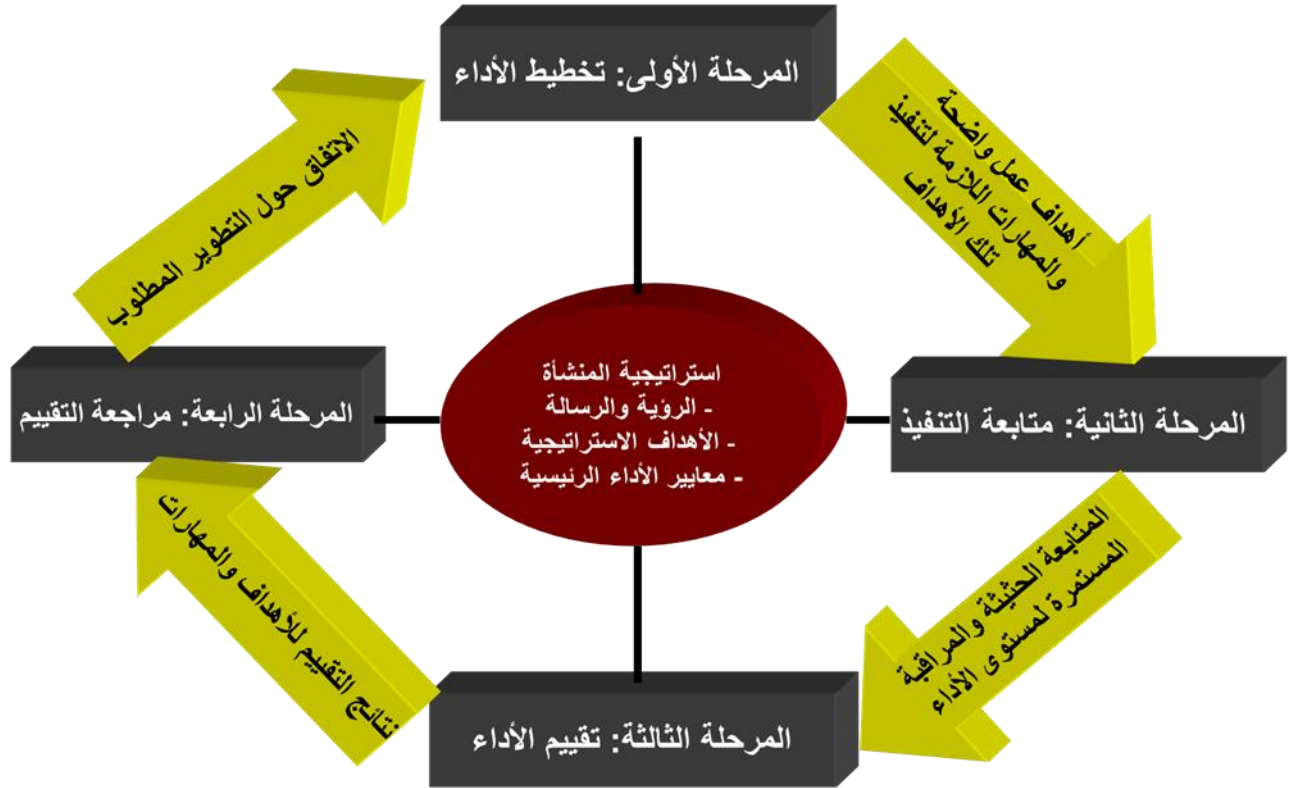 المرحلة الأولى: تخطيط الأداء
أهداف عمل واضحة
والمهارات اللازمة لتنفيذ
تلك الأهداف
المرحلة الثانية: متابعة التنفيذ
المتابعة الحثيثة والمراقبة
المستمرة لمستوى الأداء
المرحلة الثالثة: تقييم الأداء
نتائج التقييم للأهداف والمهارات
المرحلة الرابعة: مراجعة التقييم
الاتفاق حول التطوير المطلوب
استراتيجية المنشأة
- الرؤية والرسالة
- الأهداف الاستراتيجية
- معايير الأداء الرئيسية